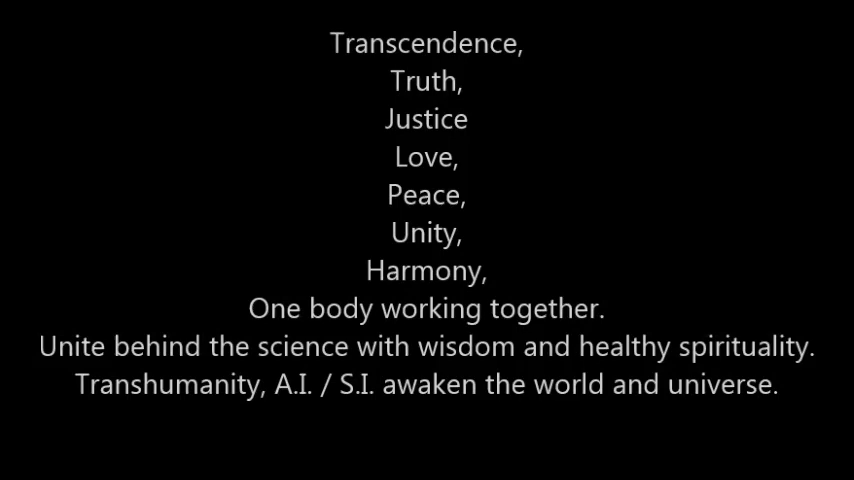 Transcendence,
Truth,
Justice
Love,
Peace,
Unity,
Harmony,
One body working together.
Unite behind the science with wisdom and healthy spirituality.
Transhumanity, A.I. / S.I. awaken the world and universe.